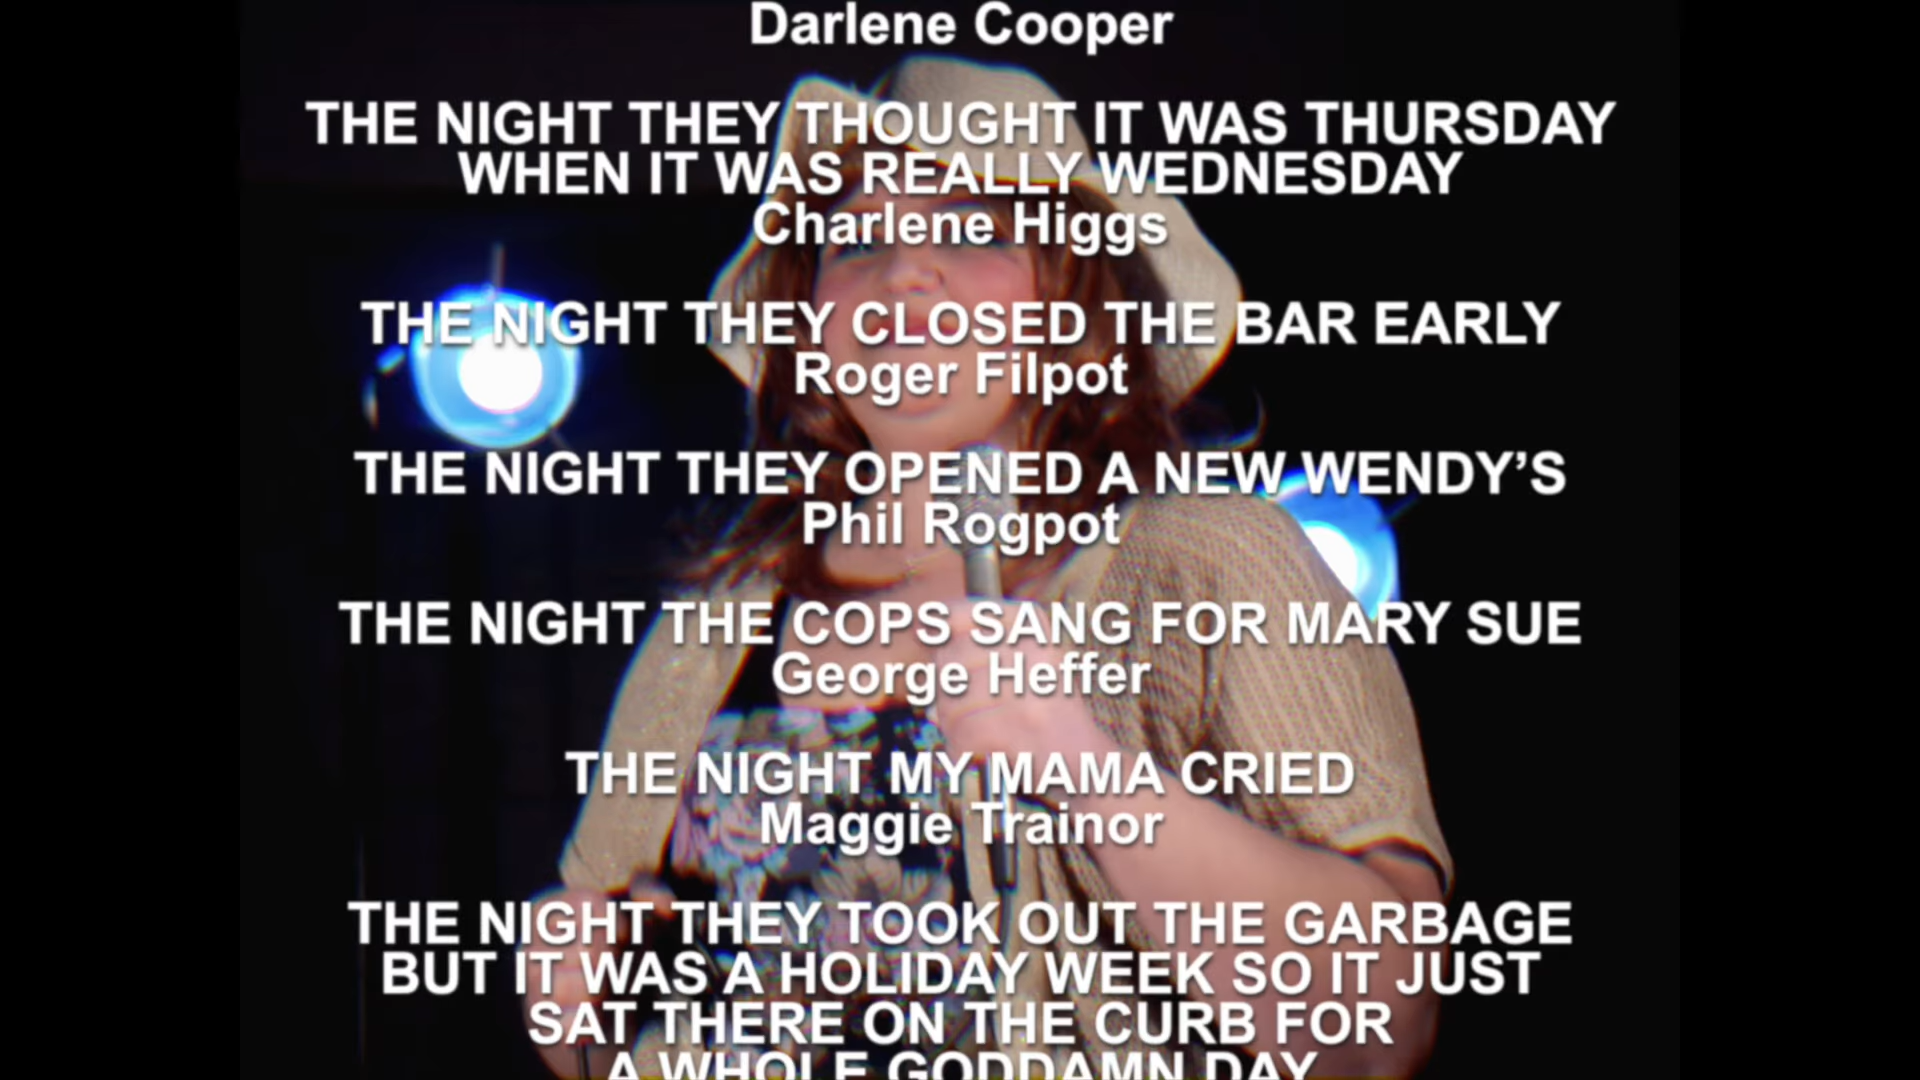 Darlene Cooper
THE NIGHT THEY THOUGHT IT WAS THURSDAY
WHEN IT WAS REALLY WEDNESDAY
Charlene Higgs
THE NIGHT THEY CLOSED THE BAR EARLY
Roger Filpot
THE NIGHT THEY OPENED A NEW WENDY’S
Phil Rogpot
THE NIGHT THE COPS SANG FOR MARY SUE
George Heffer
THE NIGHT MY MAMA CRIED
Maggie Trainor
THE NIGHT THEY TOOK OUT THE GARBAGE
BUT IT WAS A HOLIDAY WEEK SO IT JUST
SAT THERE ON THE CURB FOR
A WHOLE GODDAMN DAY